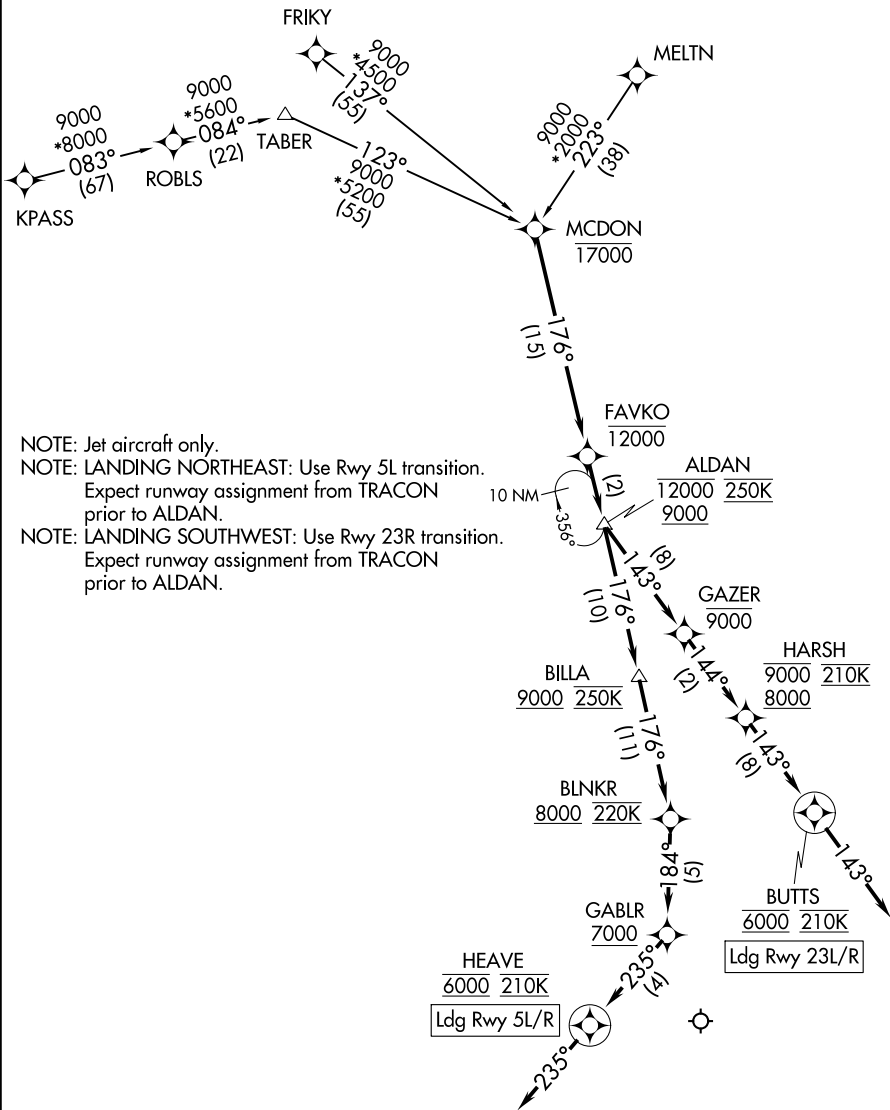 FRIKY
9000
*4500
137°
(55)
MELTN
9000
*2000
223°
(38)
9000
*5600
084°
(22)
TABER
9000
*8000
083°
(67)
ROBLS
KPASS
123°
9000
*5200
(55)
MCDON
17000
176°
(15)
FAVKO
12000
(2)
10 NM
356°
ALDAN
12000 250K
9000
NOTE: Jet aircraft only.
NOTE: LANDING NORTHEAST: Use Rwy 5L transition.
Expect runway assignment from TRACON
prior to ALDAN.
NOTE: LANDING SOUTHWEST: Use Rwy 23R transition.
Expect runway assignment from TRACON
prior to ALDAN.
(8)
143°
176°
(10)
GAZER
9000
144°
(2)
HARSH
9000 210K
8000
BILLA
9000 250K
176°
(11)
143°
(8)
BLNKR
8000 220K
184°
(5)
143°
BUTTS
6000 210K
Ldg Rwy 23L/R
GABLR
7000
235°
(4)
HEAVE
6000 210K
Ldg Rwy 5L/R
235°